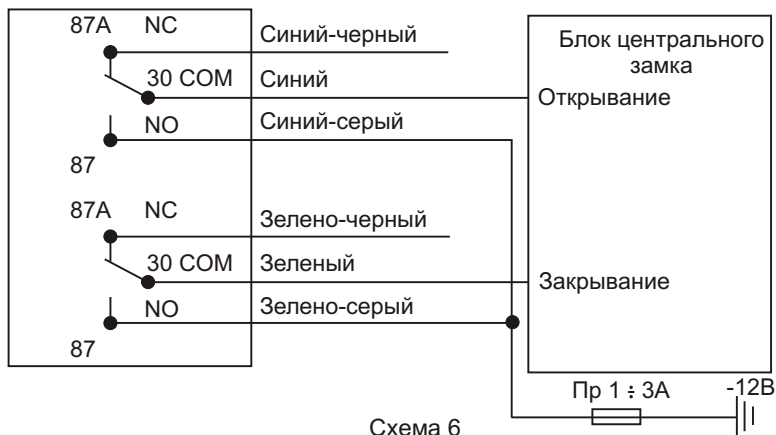 87A NC
Синий-черный
30 COM
Синий
NO
Синий-серый
87
87A NC
Зелено-черный
30 COM
Зеленый
NO
Зелено-серый
87
Блок центрального
замка
Открывание
Закрывание
Пр 1 ÷ 3А
-12В
Схема 6